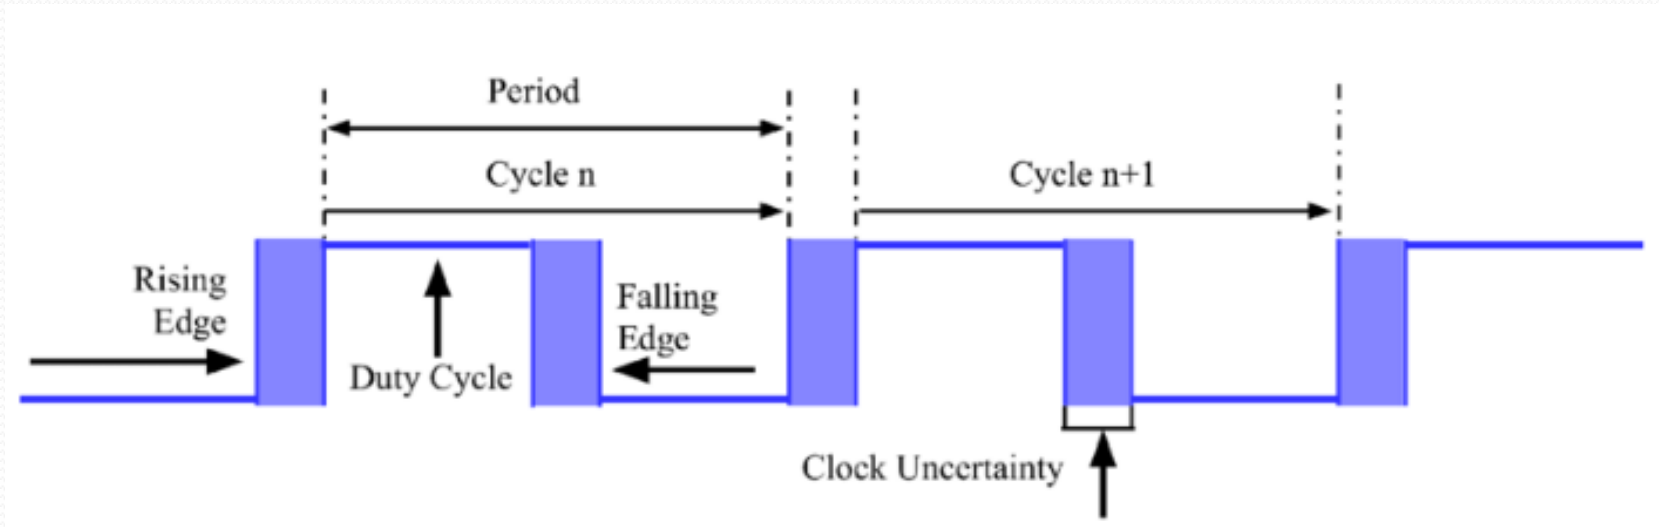 Period
Cycle n
Cycle n+1
Rising
Edge
Falling
Edge
Duty Cycle
Clock Uncertainty